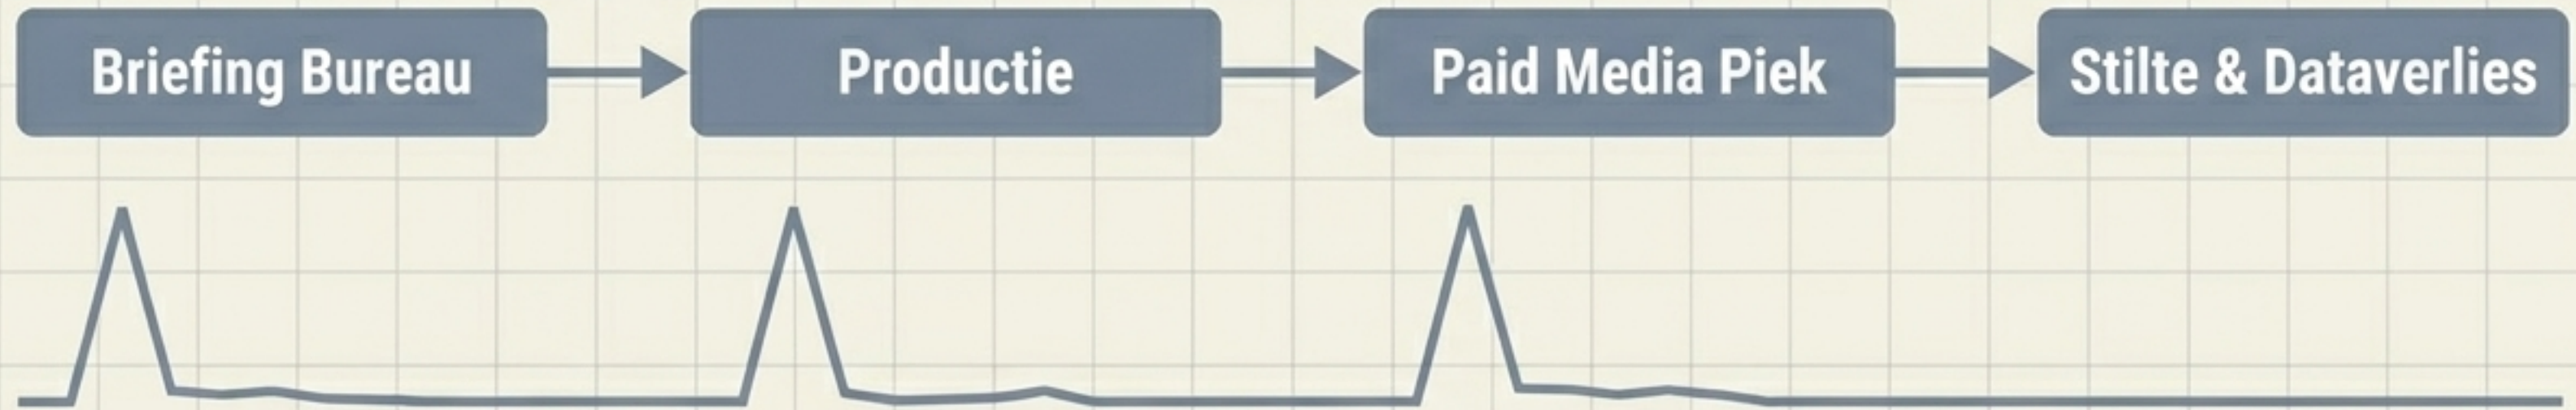 Briefing Bureau
Productie
Paid Media Piek
Stilte & Dataverlies